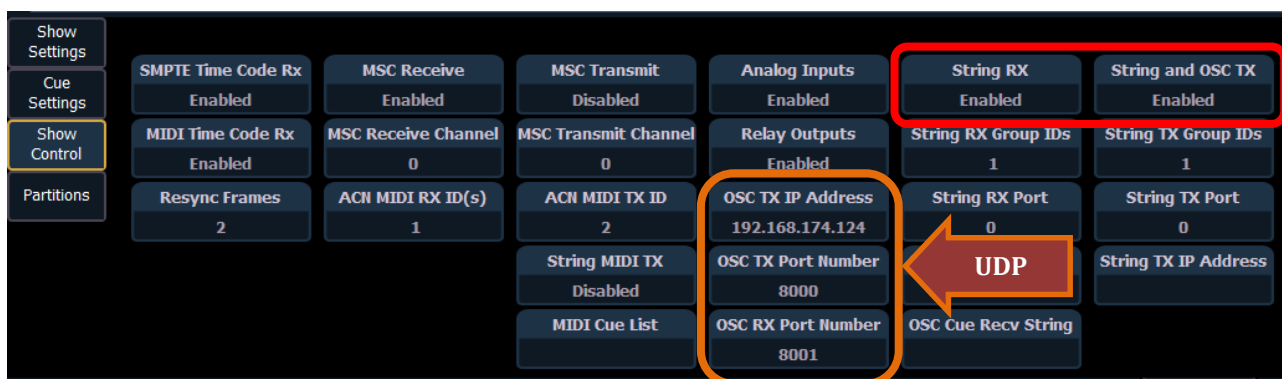 Show
Settings
Cue
Settings
Show
Control
Partitions
SMPTE Time Code Rx
Enabled
MSC Receive
Enabled
MSC Transmit
Disabled
Analog Inputs
Enabled
String RX
Enabled
String and OSC TX
Enabled
MIDI Time Code Rx
Enabled
MSC Receive Channel
0
MSC Transmit Channel
0
Relay Outputs
Enabled
String RX Group IDs
1
String TX Group IDs
1
Resync Frames
2
ACN MIDI RX ID(s)
1
ACN MIDI TX ID
2
OSC TX IP Address
192.168.174.124
String RX Port
0
String TX Port
0
String MIDI TX
Disabled
OSC TX Port Number
8000
UDP
String TX IP Address
MIDI Cue List
OSC RX Port Number
8001
OSC Cue Recv String